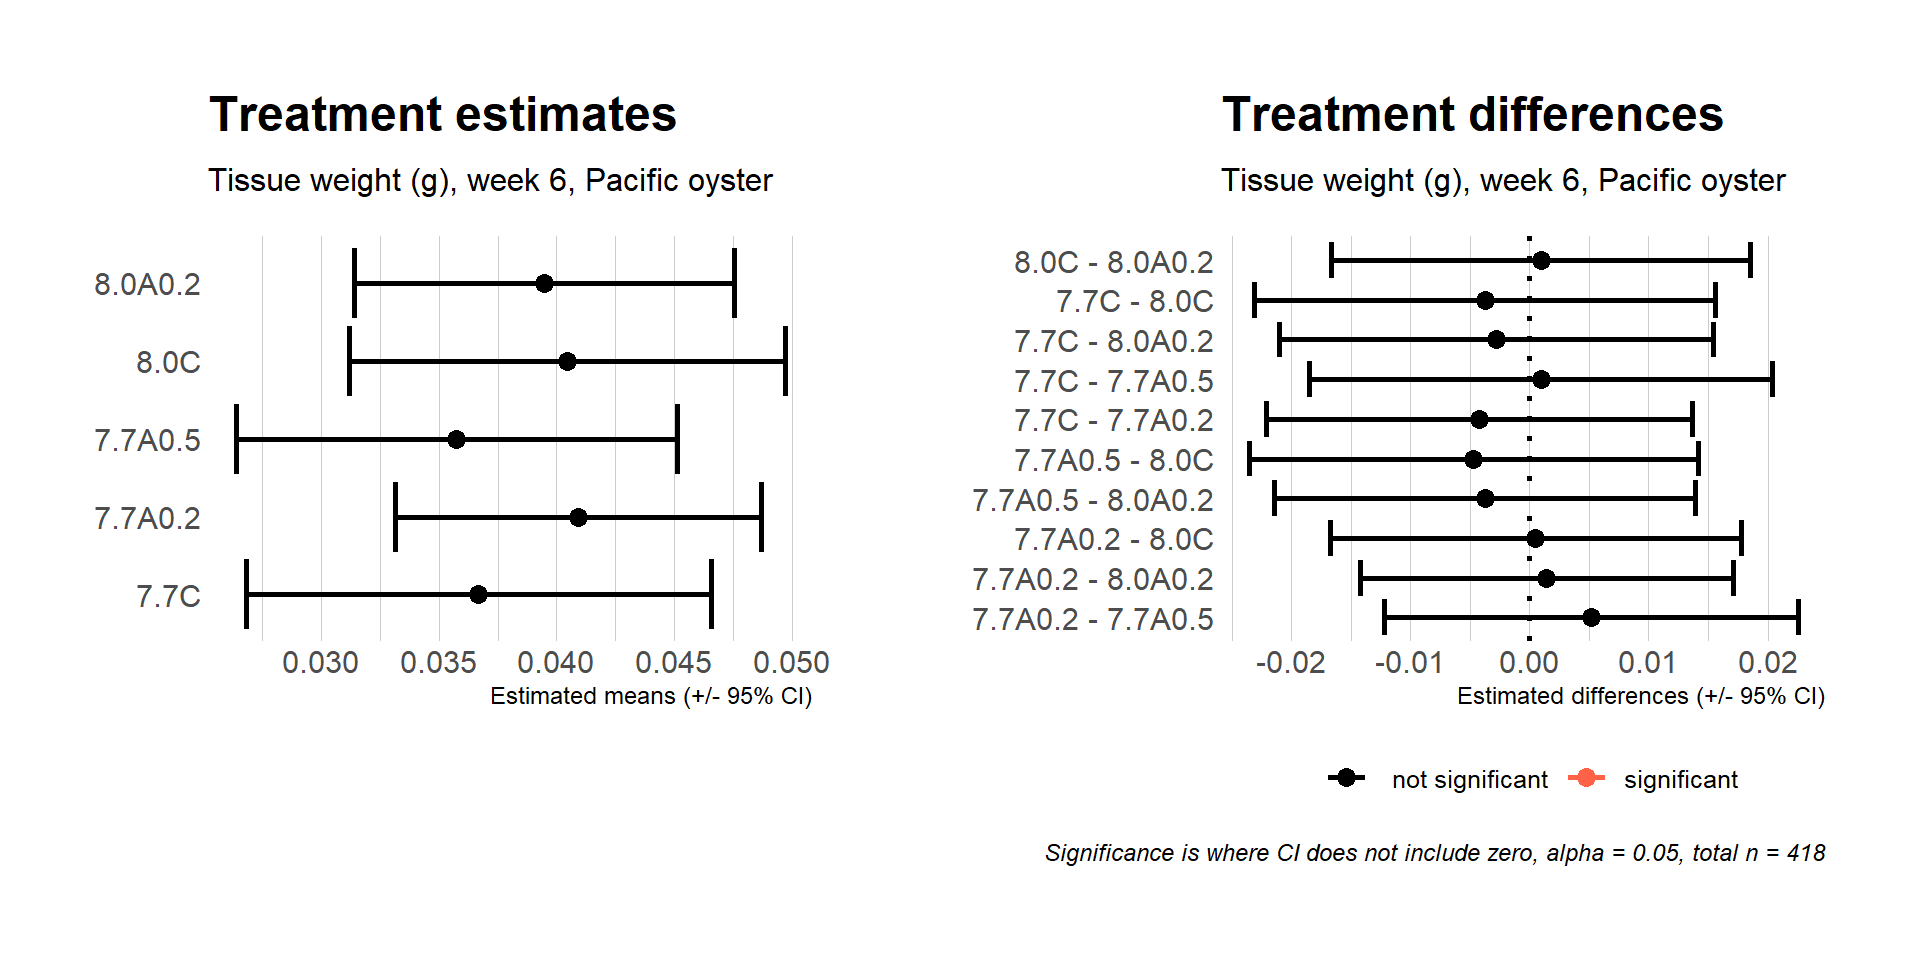 Treatment estimates
Tissue weight (g), week 6, Pacific oyster
8.0A0.2
8.0C
7.7A0.5
7.7A0.2
7.7C
0.030 0.035 0.040 0.045 0.050
Estimated means (+/- 95% CI)
Treatment differences
Tissue weight (g), week 6, Pacific oyster
8.0C - 8.0A0.2
7.7C - 8.0C
7.7C - 8.0A0.2
7.7C - 7.7A0.5
7.7C - 7.7A0.2
7.7A0.5 - 8.0C
7.7A0.5 - 8.0A0.2
7.7A0.2 - 8.0C
7.7A0.2 - 8.0A0.2
7.7A0.2 - 7.7A0.5
-0.02 -0.01 0.00 0.01 0.02
Estimated differences (+/- 95% CI)
not significant significant
Significance is where CI does not include zero, alpha = 0.05, total n = 418